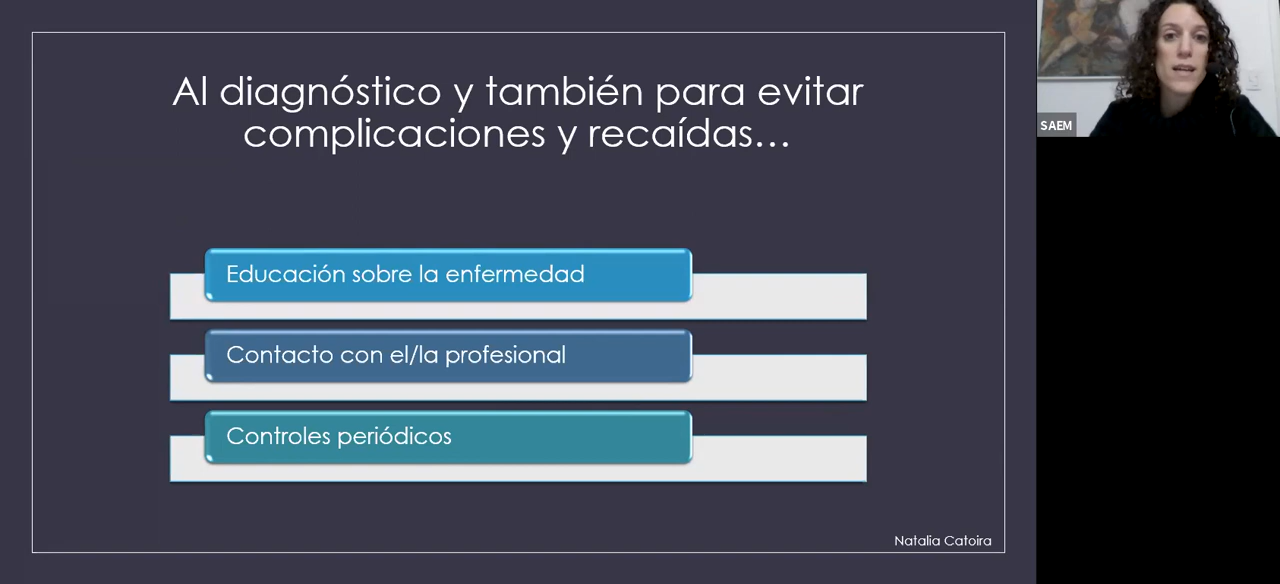 Al diagnóstico y también para evitar
complicaciones y recaídas...
Educación sobre la enfermedad
Contacto con el/la profesional
Controles periódicos
Natalia Catoira
SAEM